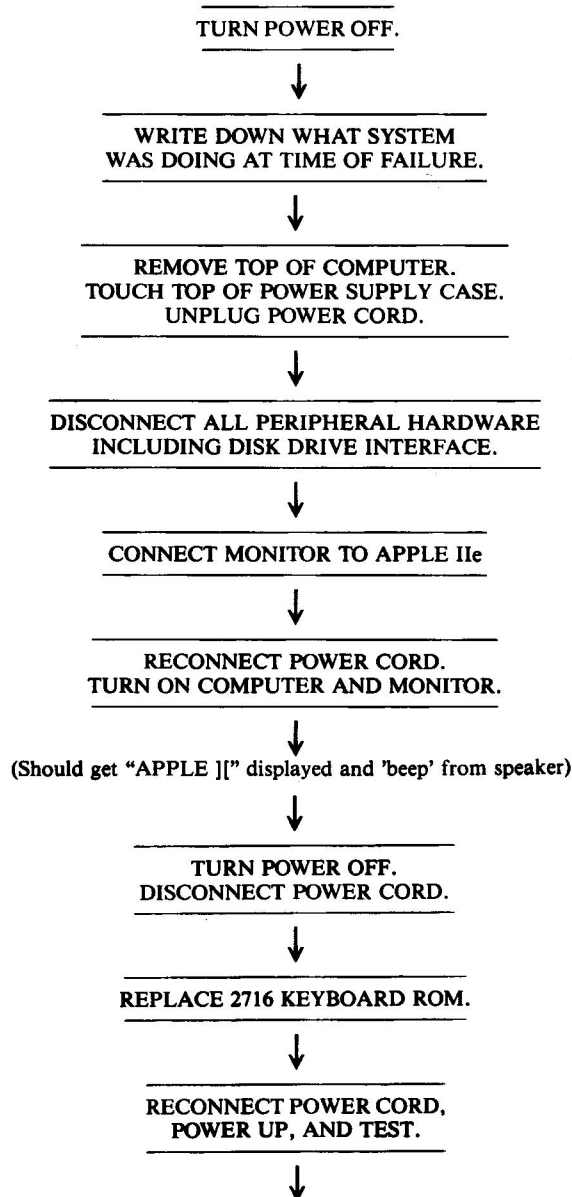 TURN POWER OFF.
WRITE DOWN WHAT SYSTEM
WAS DOING AT TIME OF FAILURE.
REMOVE TOP OF COMPUTER.
TOUCH TOP OF POWER SUPPLY CASE.
UNPLUG POWER CORD.
DISCONNECT ALL PERIPHERAL HARDWARE
INCLUDING DISK DRIVE INTERFACE.
CONNECT MONITOR TO APPLE IIe
RECONNECT POWER CORD.
TURN ON COMPUTER AND MONITOR.
(Should get “APPLE ][” displayed and 'beep' from speaker)
TURN POWER OFF.
DISCONNECT POWER CORD.
REPLACE 2716 KEYBOARD ROM.
RECONNECT POWER CORD,
POWER UP, AND TEST.